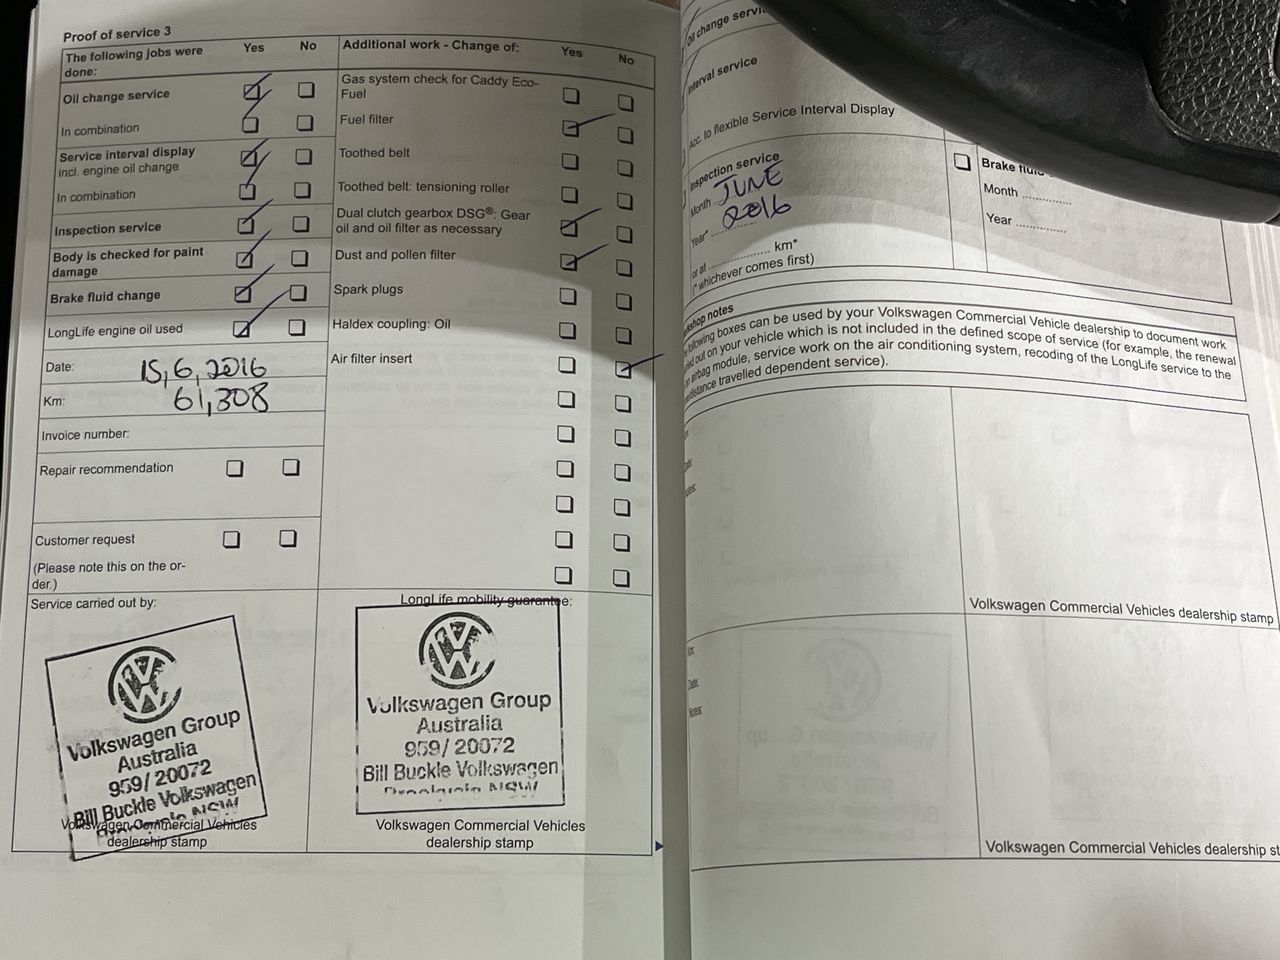 Proof of service 3
The following jobs were
done:
Yes
No
Oil change service
In combination
Service interval display
incl. engine oil change
In combination
Inspection service
Body is checked for paint
damage
Brake fluid change
LongLife engine oil used
Date: 15,6,2016
Km: 61,308
Invoice number:
Repair recommendation
Customer request
(Please note this on the or-
der.)
Additional work - Change of:
Yes
No
Gas system check for Caddy Eco-
Fuel
Fuel filter
Toothed belt
Toothed belt: tensioning roller
Dual clutch gearbox DSG®: Gear
oil and oil filter as necessary
Dust and pollen filter
Spark plugs
Haldex coupling: Oil
Air filter insert
Service carried out by:
Volkswagen Group
Australia
959/20072
Bill Buckle Volkswagen
NSW
Volkswagen Commercial Vehicles
dealership stamp
LongLife mobility guarantee:
Volkswagen Group
Australia
959/20072
Bill Buckle Volkswagen
NSW
Volkswagen Commercial Vehicles
dealership stamp
Oil change
Interval service
Acc. to flexible Service Interval Display
Inspection service
Month JUNE
Year* 2016
or at .............. km*
(* whichever comes first)
Brake
Month ..............
Year ..............
notes
boxes can be used by your Volkswagen Commercial Vehicle dealership to document work
out on your vehicle which is not included in the defined scope of service (for example, the renewal
airbag module, service work on the air conditioning system, recoding of the LongLife service to the
distance travelled dependent service).
Volkswagen Commercial Vehicles dealership stamp
Date:
Notes:
Volkswagen Commercial Vehicles dealership